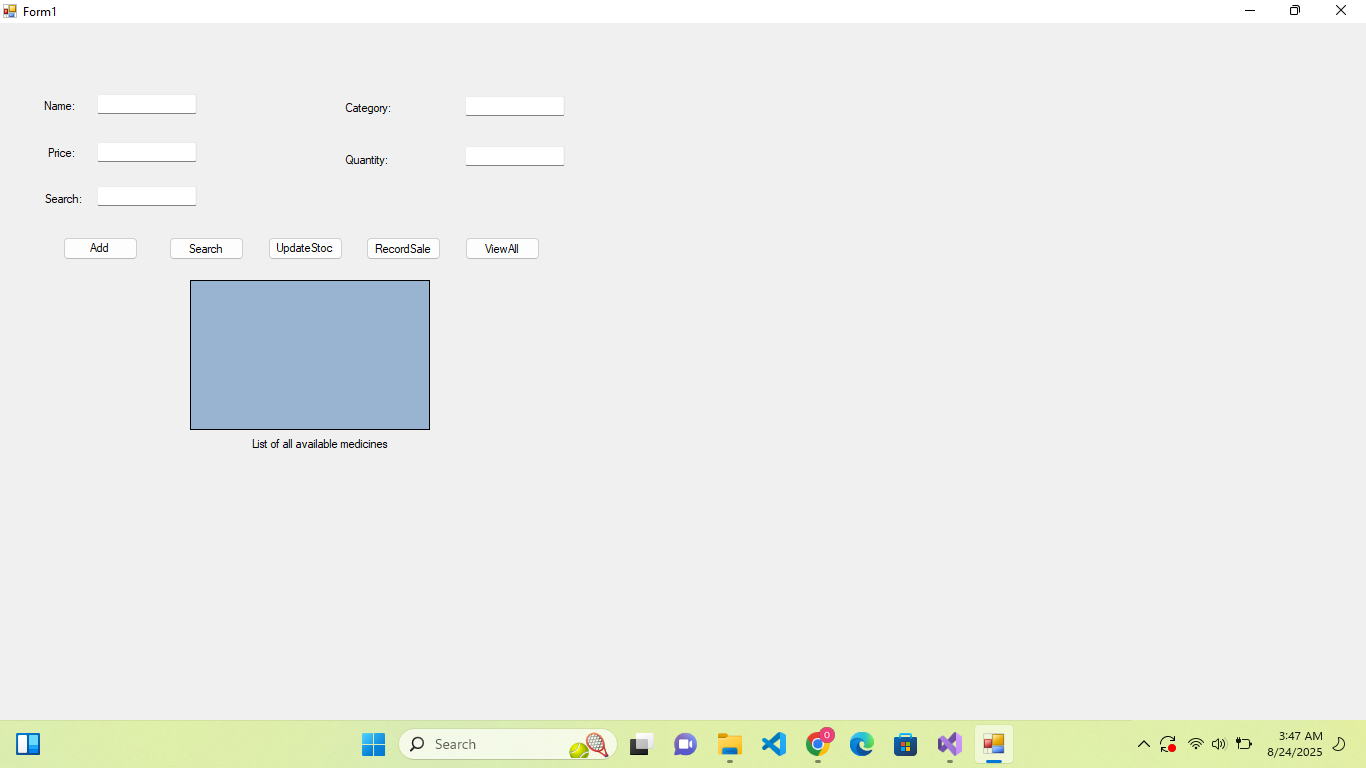 Form1
Name:
Category:
Price:
Quantity:
Search:
Add
Search
UpdateStoc
RecordSale
ViewAll
List of all available medicines
Search
0
3:47 AM
8/24/2025